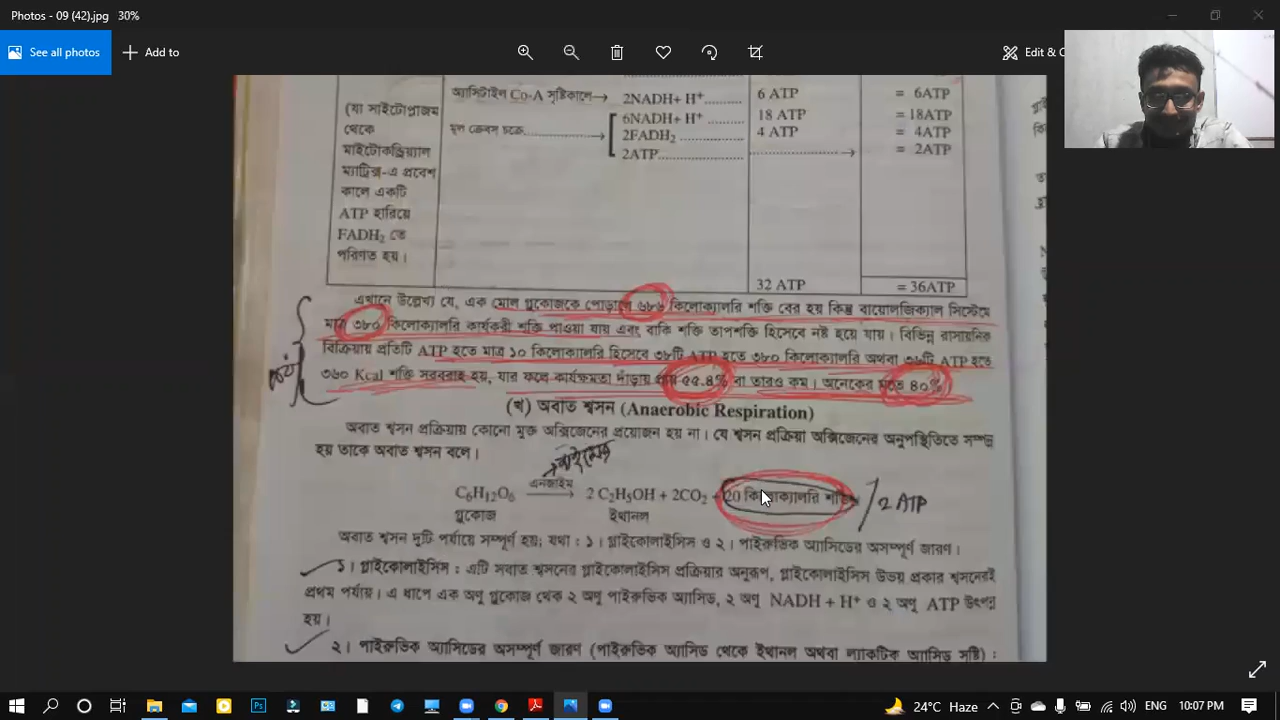 Photos - 09 (42).jpg 30%
See all photos
Add to
Edit &
অ্যাসিটাইল Co-A সৃষ্টিকালে→ 2NADH+ H⁺.......... 6 ATP = 6ATP
(যা সাইটোপ্লাজম 6NADH+ H⁺ .......... 18 ATP = 18ATP
থেকে মূল ক্রেবস চক্রে..................→ 2FADH₂ .................. 4 ATP = 4ATP
মাইটোকন্ড্রিয়াল 2ATP...................... .............................→ = 2ATP
ম্যাট্রিক্স-এ প্রবেশ
কালে একটি
ATP হারিয়ে
FADH₂ তে
পরিণত হয়।
32 ATP = 36ATP
এখানে উল্লেখ্য যে, এক মোল গ্লুকোজকে পোড়ালে ৬৮৬ কিলোক্যালরি শক্তি বের হয় কিন্তু বায়োলজিক্যাল সিস্টেমে
মাত্র ৩৮০ কিলোক্যালরি কার্যকরী শক্তি পাওয়া যায় এবং বাকি শক্তি তাপশক্তি হিসেবে নষ্ট হয়ে যায়। বিভিন্ন রাসায়নিক
বিক্রিয়ায় প্রতিটি ATP হতে মাত্র ১০ কিলোক্যালরি হিসেবে ৩৮টি ATP হতে ৩৮০ কিলোক্যালরি অথবা ৩৬টি ATP হতে
৩৬০ Kcal শক্তি সরবরাহ হয়, যার ফলে কার্যক্ষমতা দাঁড়ায় প্রায় ৫৫.৪% বা তারও কম। অনেকের মতে ৪০%
(খ) অবাত শ্বসন (Anaerobic Respiration)
অবাত শ্বসন প্রক্রিয়ায় কোনো মুক্ত অক্সিজেনের প্রয়োজন হয় না। যে শ্বসন প্রক্রিয়া অক্সিজেনের অনুপস্থিতিতে সম্পন্ন
হয় তাকে অবাত শ্বসন বলে।
C₆H₁₂O₆ এনজাইম → 2 C₂H₅OH + 2CO₂ + 20 কিলোক্যালরি শক্তি / 2 ATP
গ্লুকোজ ইথানল
অবাত শ্বসন দুটি পর্যায়ে সম্পন্ন হয়; যথা : ১। গ্লাইকোলাইসিস ও ২। পাইরুভিক অ্যাসিডের অসম্পূর্ণ জারণ।
১। গ্লাইকোলাইসিস : এটি সবাত শ্বসনের গ্লাইকোলাইসিস প্রক্রিয়ার অনুরূপ, গ্লাইকোলাইসিস উভয় প্রকার শ্বসনেরই
প্রথম পর্যায়। এ ধাপে এক অণু গ্লুকোজ থেকে ২ অণু পাইরুভিক অ্যাসিড, ২ অণু NADH + H⁺ ও ২ অণু ATP উৎপন্ন
হয়।
২। পাইরুভিক অ্যাসিডের অসম্পূর্ণ জারণ (পাইরুভিক অ্যাসিড থেকে ইথানল অথবা ল্যাকটিক অ্যাসিড সৃষ্টি) :
24°C Haze ENG 10:07 PM